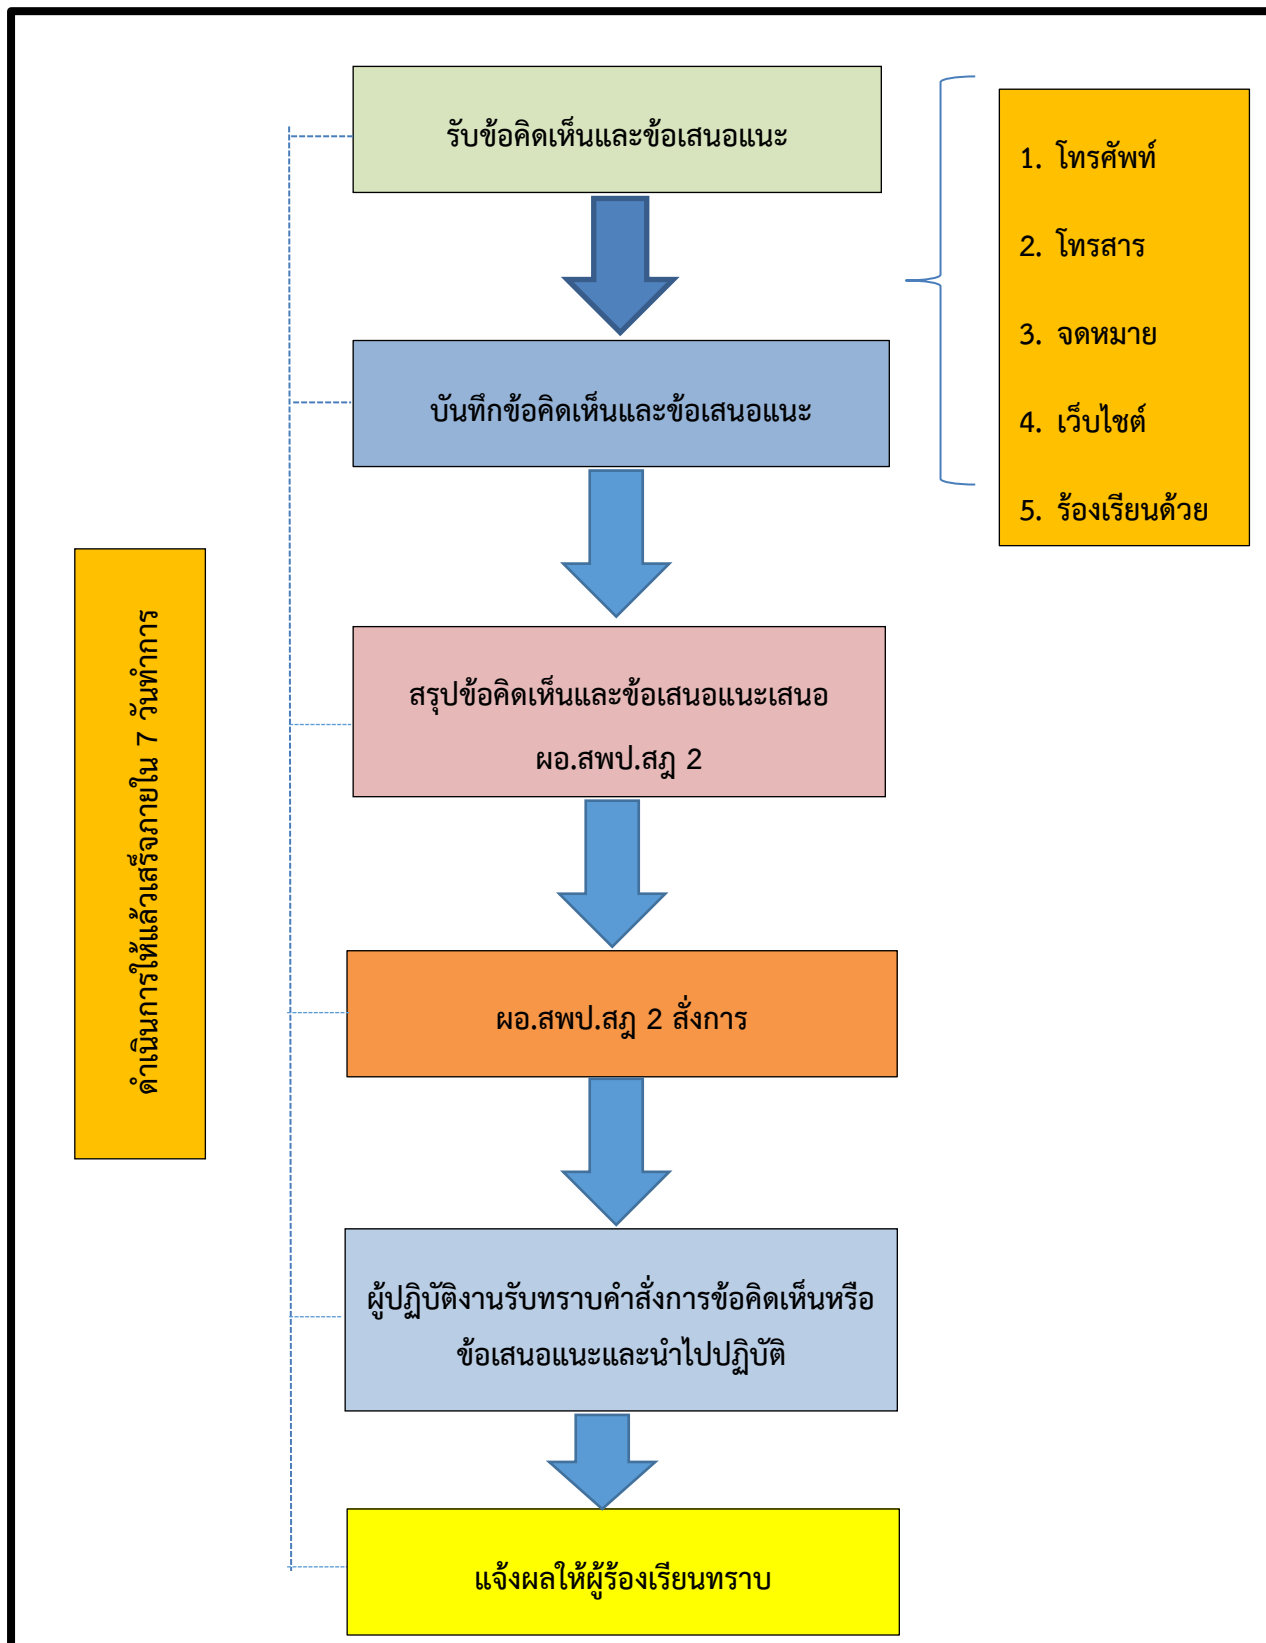 รับข้อคิดเห็นและข้อเสนอแนะ
1. โทรศัพท์
2. โทรสาร
3. จดหมาย
4. เว็บไชต์
5. ร้องเรียนด้วย
บันทึกข้อคิดเห็นและข้อเสนอแนะ
สรุปข้อคิดเห็นและข้อเสนอแนะเสนอ
ผอ.สพป.สฎ 2
ดำเนินการให้แล้วเสร็จภายใน 7 วันทำการ
ผอ.สพป.สฎ 2 สั่งการ
ผู้ปฏิบัติงานรับทราบคำสั่งการข้อคิดเห็นหรือ
ข้อเสนอแนะและนำไปปฏิบัติ
แจ้งผลให้ผู้ร้องเรียนทราบ